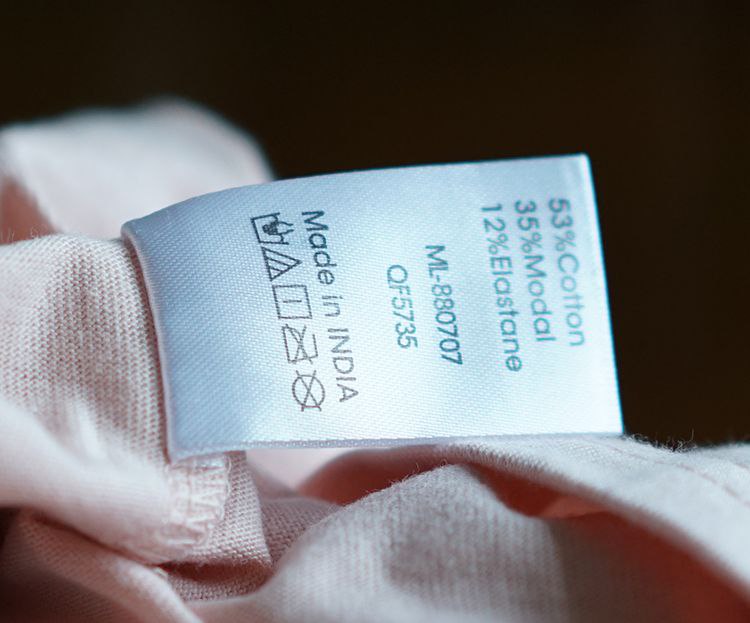 53%Cotton
35%Modal
12%Elastane
ML-880707
QF5735
Made in INDIA